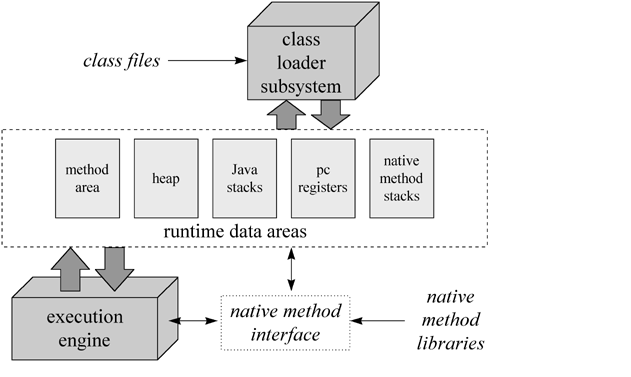 class
loader
subsystem
class files
method
area
heap
Java
stacks
pc
registers
native
method
stacks
runtime data areas
execution
engine
native method
interface
native
method
libraries